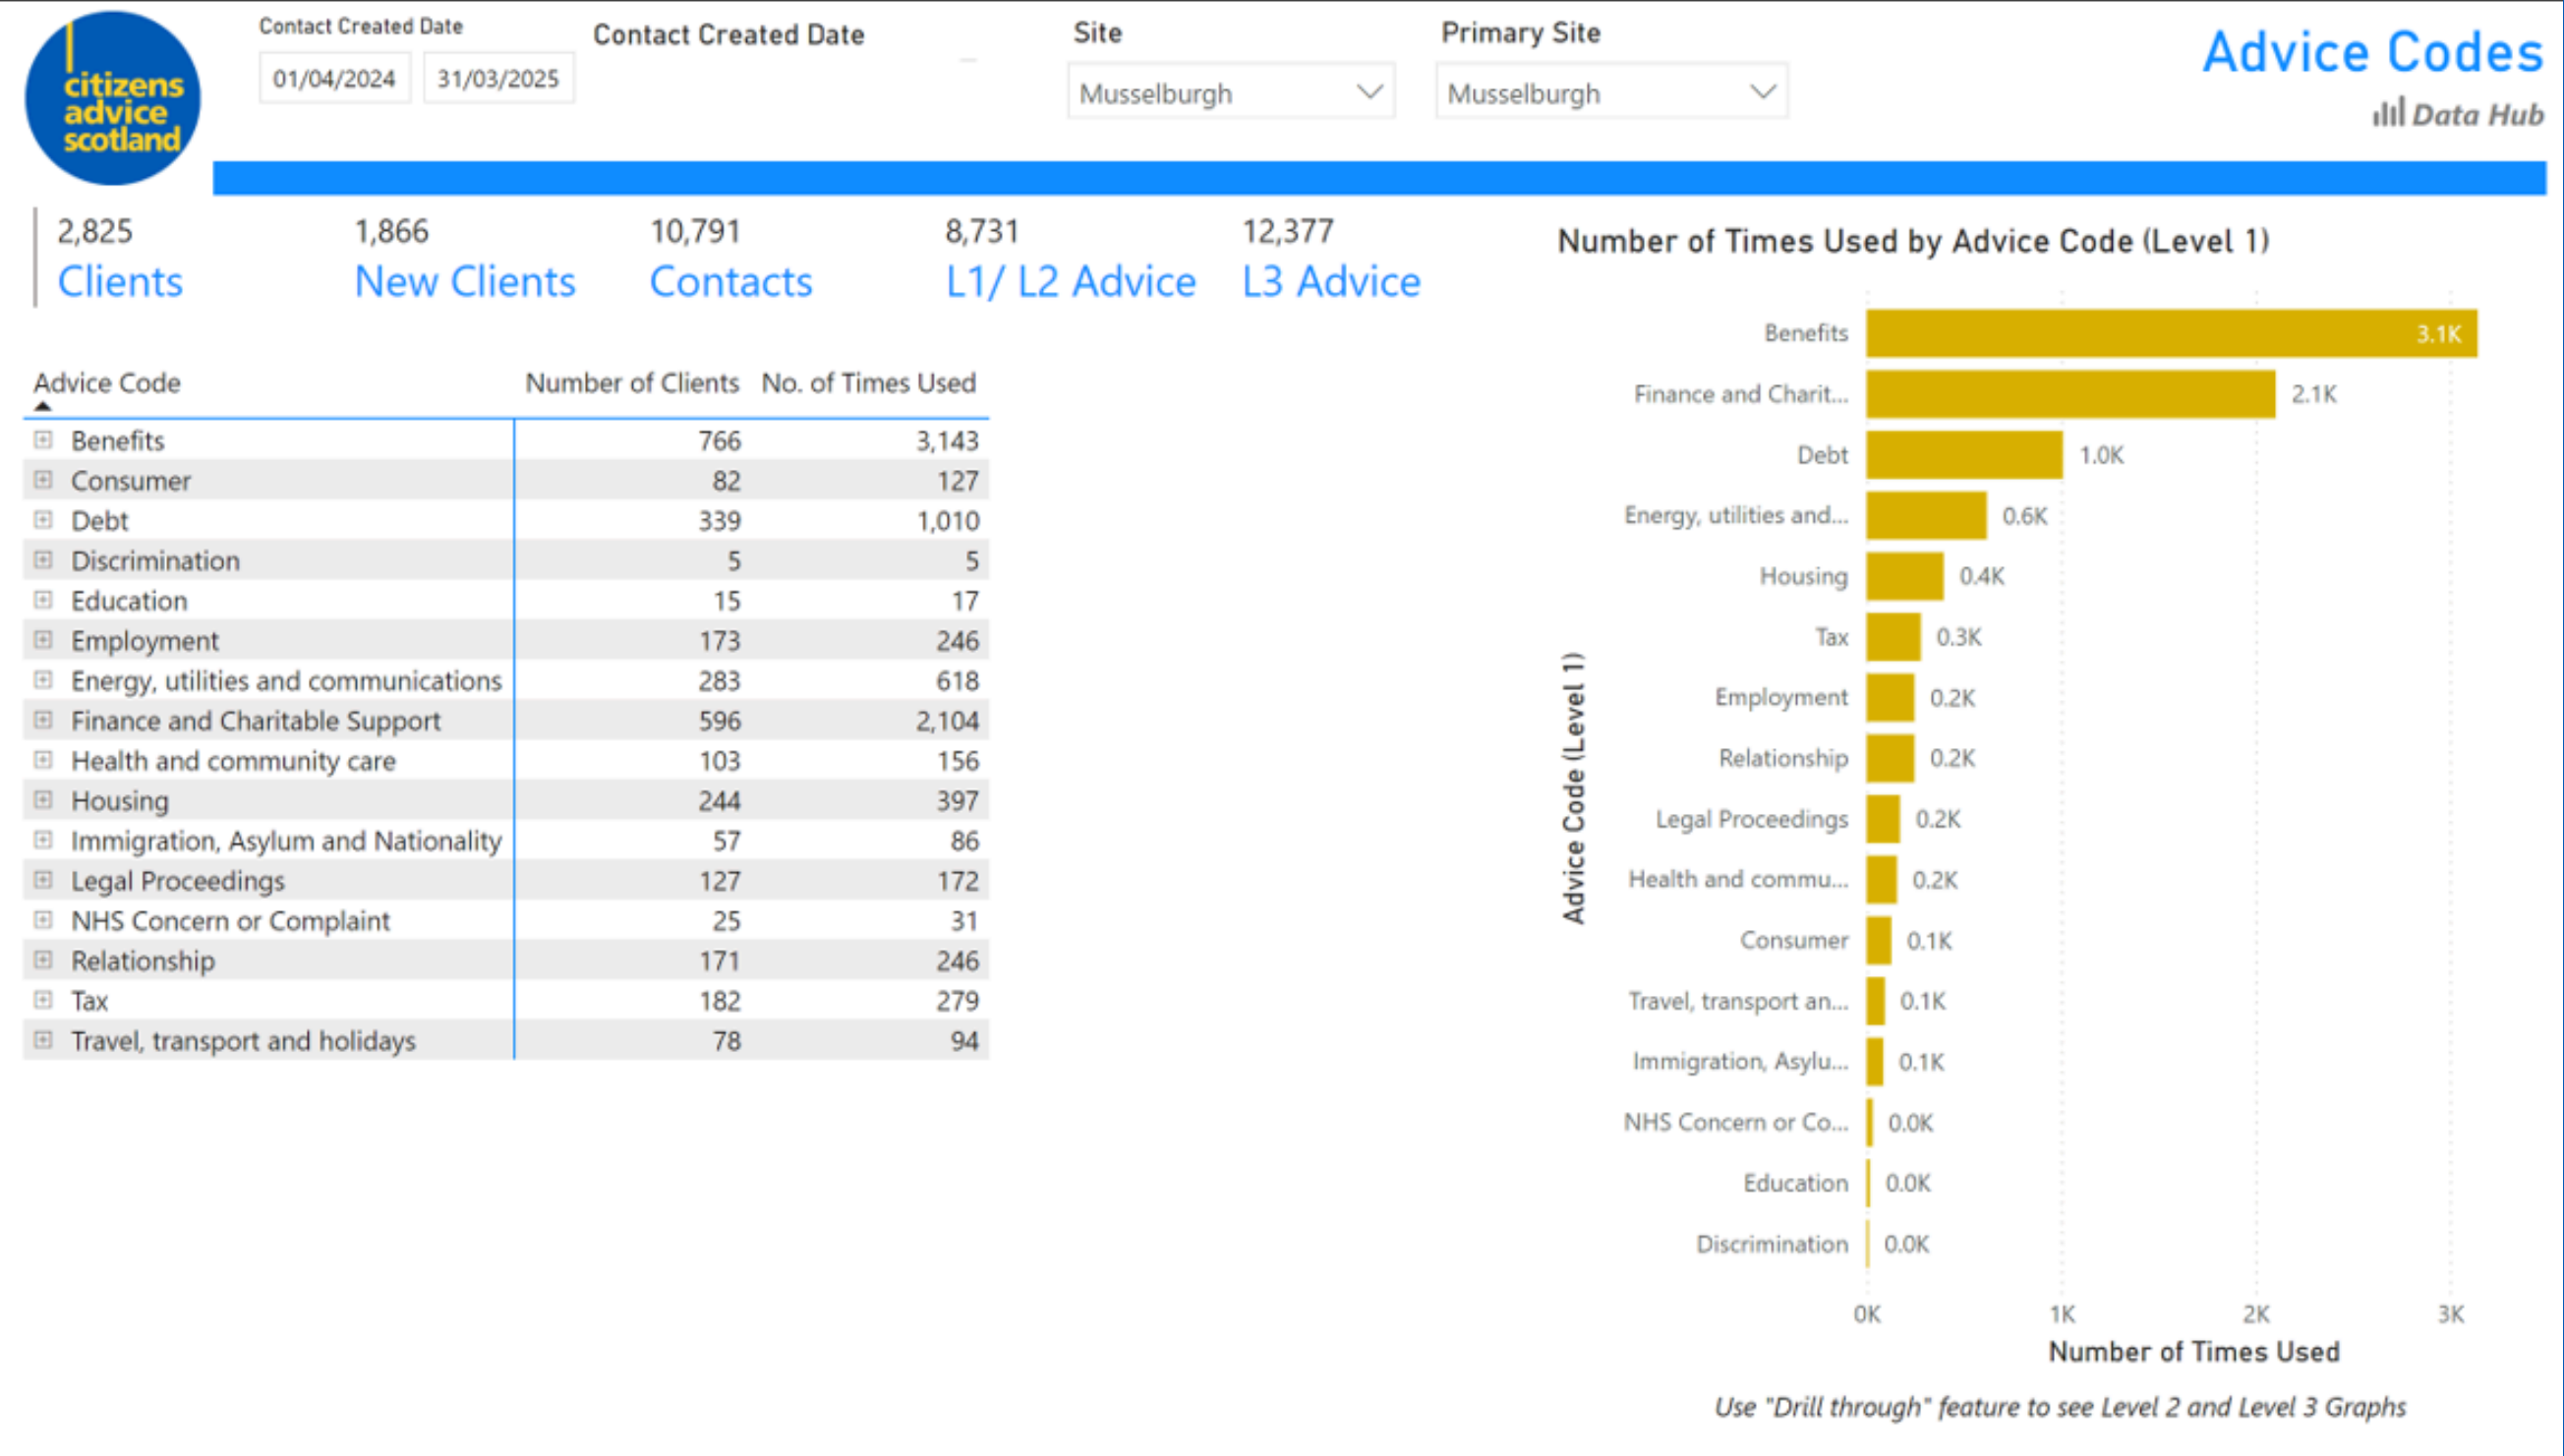 citizens
advice
scotland
Contact Created Date
01/04/2024 31/03/2025
Contact Created Date
Site
Musselburgh
Primary Site
Musselburgh
Advice Codes
Data Hub
2,825 1,866 10,791 8,731 12,377
Clients New Clients Contacts L1/ L2 Advice L3 Advice
Advice Code Number of Clients No. of Times Used
Benefits 766 3,143
Consumer 82 127
Debt 339 1,010
Discrimination 5 5
Education 15 17
Employment 173 246
Energy, utilities and communications 283 618
Finance and Charitable Support 596 2,104
Health and community care 103 156
Housing 244 397
Immigration, Asylum and Nationality 57 86
Legal Proceedings 127 172
NHS Concern or Complaint 25 31
Relationship 171 246
Tax 182 279
Travel, transport and holidays 78 94
Number of Times Used by Advice Code (Level 1)
Advice Code (Level 1)
Benefits 3.1K
Finance and Charit... 2.1K
Debt 1.0K
Energy, utilities and... 0.6K
Housing 0.4K
Tax 0.3K
Employment 0.2K
Relationship 0.2K
Legal Proceedings 0.2K
Health and commu... 0.2K
Consumer 0.1K
Travel, transport an... 0.1K
Immigration, Asylu... 0.1K
NHS Concern or Co... 0.0K
Education 0.0K
Discrimination 0.0K
0K 1K 2K 3K
Number of Times Used
Use "Drill through" feature to see Level 2 and Level 3 Graphs